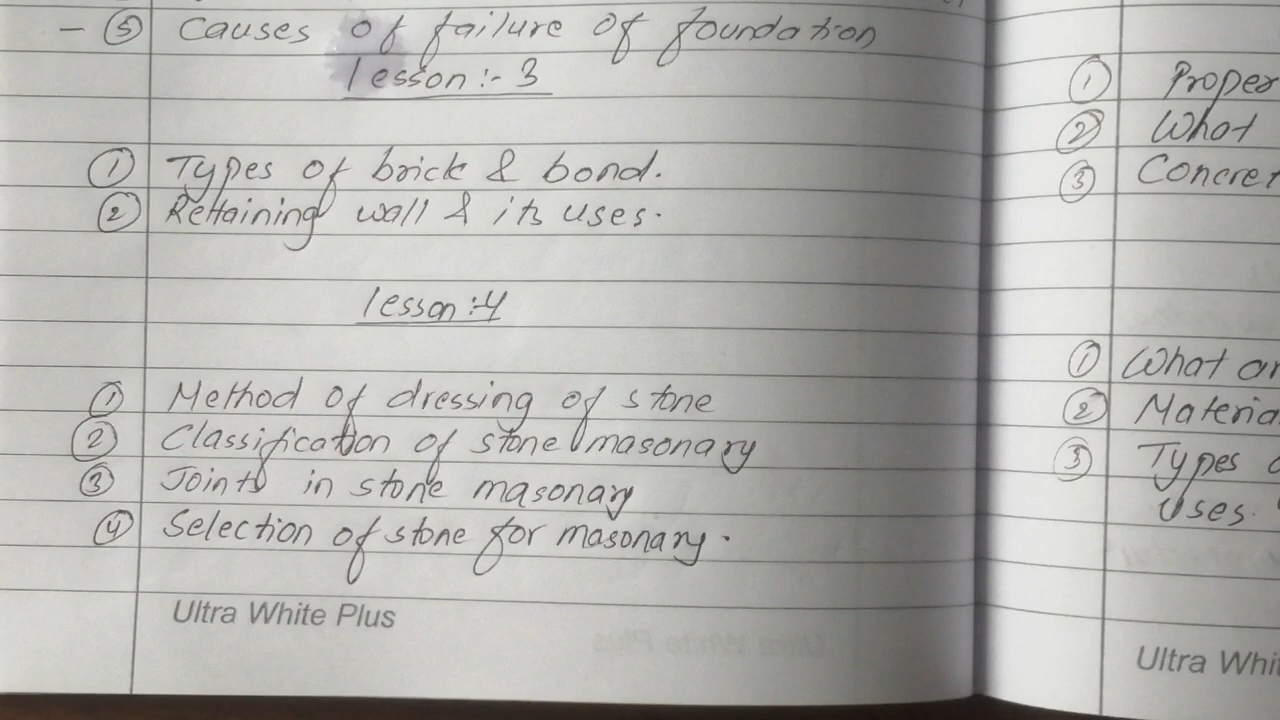 - ⑤ Causes of failure of foundation
lesson :- 3
① Types of brick & bond.
② Rettaining wall & its uses.
lesson :- 4
① Method of dressing of stone
② Classification of stone masonary
③ Joints in stone masonary
④ Selection of stone for masonary.
Ultra White Plus
① Proper
② What
③ Concret
① What ar
② Materia
③ Types
uses.
Ultra Whi